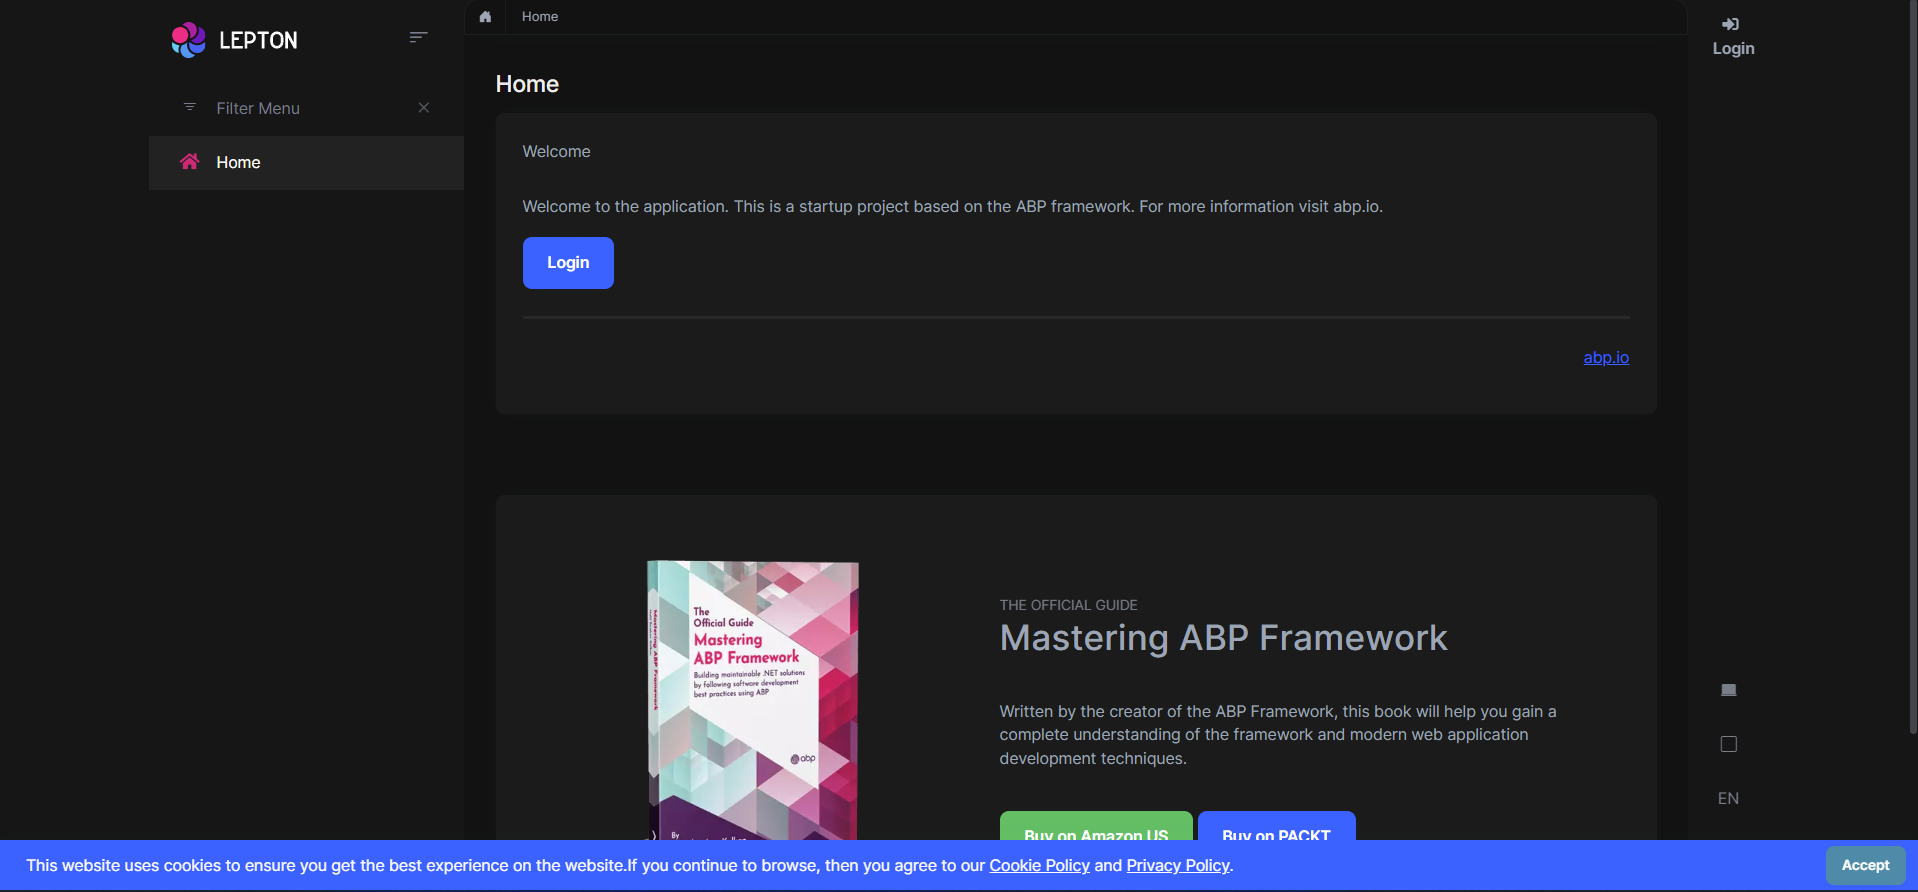 LEPTON
Filter Menu
Home
Home
Home
Welcome
Welcome to the application. This is a startup project based on the ABP framework. For more information visit abp.io.
Login
abp.io
The
Official Guide
Mastering
ABP Framework
Building maintainable .NET solutions
by following software development
best practices using ABP
Mastering ABP Framework
abp
By
THE OFFICIAL GUIDE
Mastering ABP Framework
Written by the creator of the ABP Framework, this book will help you gain a
complete understanding of the framework and modern web application
development techniques.
Buy on Amazon US
Buy on PACKT
Login
EN
This website uses cookies to ensure you get the best experience on the website.If you continue to browse, then you agree to our Cookie Policy and Privacy Policy.
Accept